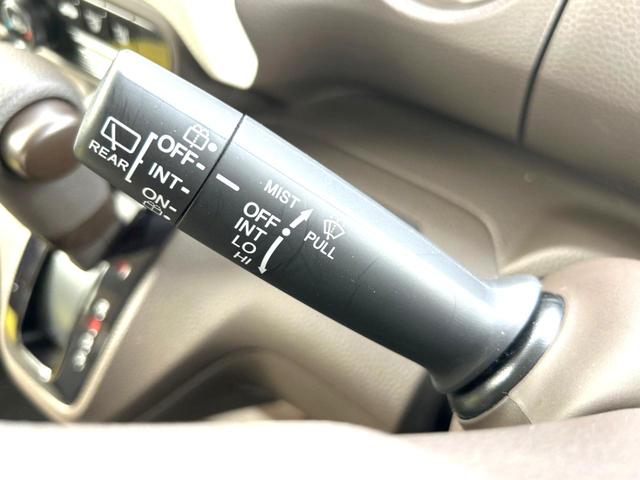 REAR
OFF
INT
ON
MIST
OFF
INT
LO
HI
PULL